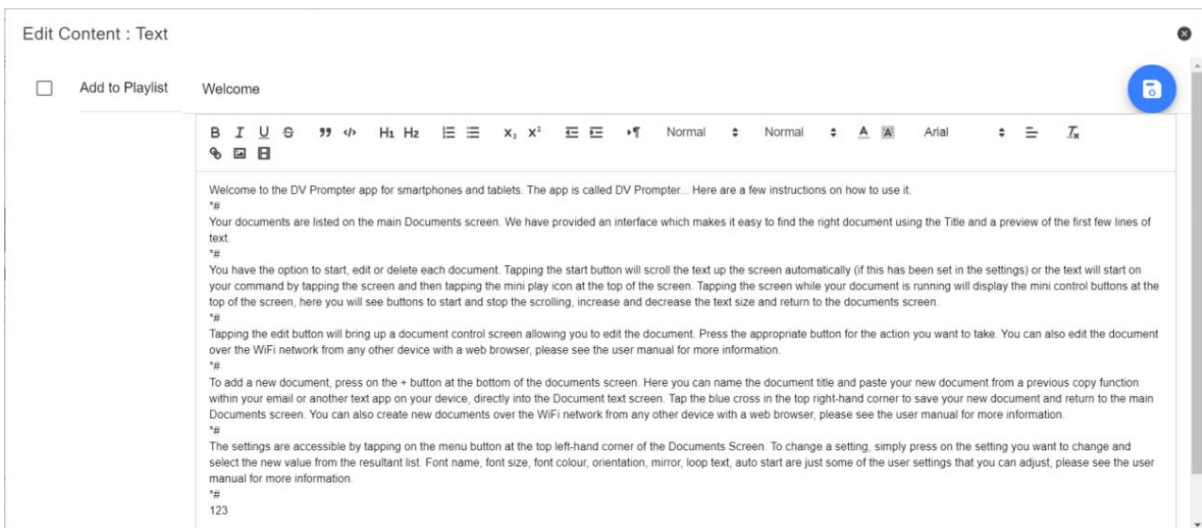 Edit Content : Text
Add to Playlist
Welcome
B I U S ” </> H1 H2 X2 X² Normal Normal A A Arial Tx
Welcome to the DV Prompter app for smartphones and tablets. The app is called DV Prompter... Here are a few instructions on how to use it.
*#
Your documents are listed on the main Documents screen. We have provided an interface which makes it easy to find the right document using the Title and a preview of the first few lines of
text.
*#
You have the option to start, edit or delete each document. Tapping the start button will scroll the text up the screen automatically (if this has been set in the settings) or the text will start on
your command by tapping the screen and then tapping the mini play icon at the top of the screen. Tapping the screen while your document is running will display the mini control buttons at the
top of the screen, here you will see buttons to start and stop the scrolling, increase and decrease the text size and return to the documents screen.
*#
Tapping the edit button will bring up a document control screen allowing you to edit the document. Press the appropriate button for the action you want to take. You can also edit the document
over the WiFi network from any other device with a web browser, please see the user manual for more information.
*#
To add a new document, press on the + button at the bottom of the documents screen. Here you can name the document title and paste your new document from a previous copy function
within your email or another text app on your device, directly into the Document text screen. Tap the blue cross in the top right-hand corner to save your new document and return to the main
Documents screen. You can also create new documents over the WiFi network from any other device with a web browser, please see the user manual for more information.
*#
The settings are accessible by tapping on the menu button at the top left-hand corner of the Documents Screen. To change a setting, simply press on the setting you want to change and
select the new value from the resultant list. Font name, font size, font colour, orientation, mirror, loop text, auto start are just some of the user settings that you can adjust, please see the user
manual for more information.
*#
123